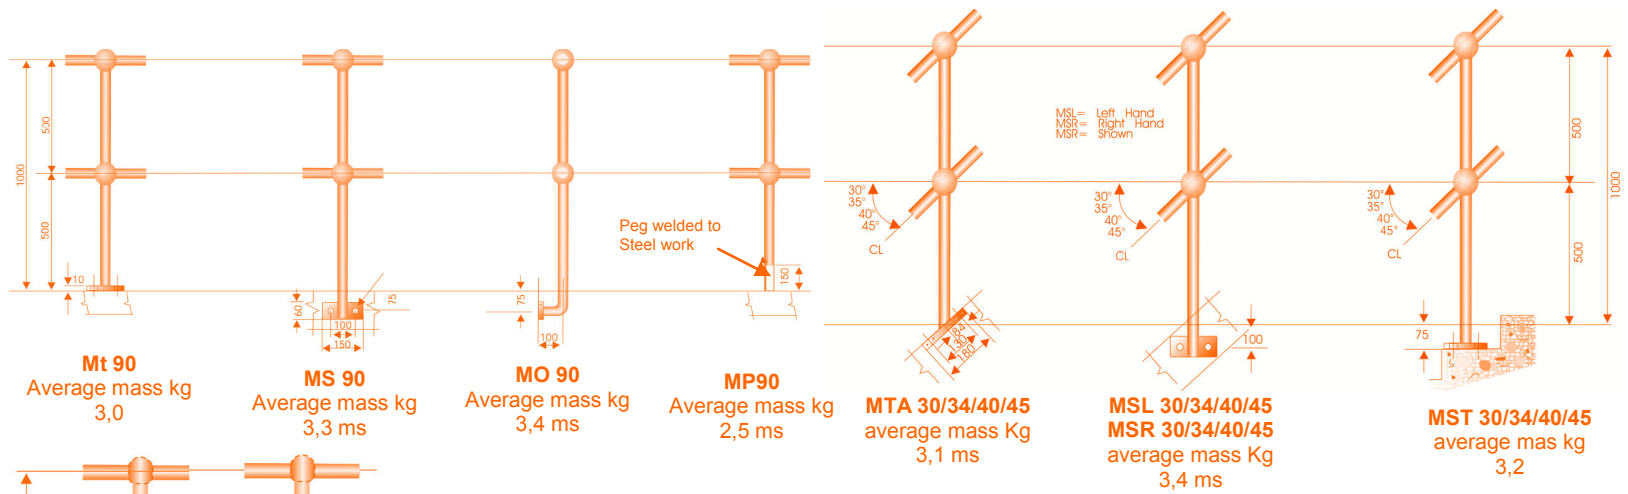 1000
500
500
10
Mt 90
Average mass kg
3,0
60
100
150
75
MS 90
Average mass kg
3,3 ms
75
100
MO 90
Average mass kg
3,4 ms
Peg welded to
Steel work
150
MP90
Average mass kg
2,5 ms
30°
35°
40°
45°
CL
84
130
180
MTA 30/34/40/45
average mass Kg
3,1 ms
MSL= Left Hand
MSR= Right Hand
MSR= Shown
30°
35°
40°
45°
CL
100
MSL 30/34/40/45
MSR 30/34/40/45
average mass Kg
3,4 ms
30°
35°
40°
45°
CL
75
500
500
1000
MST 30/34/40/45
average mas kg
3,2